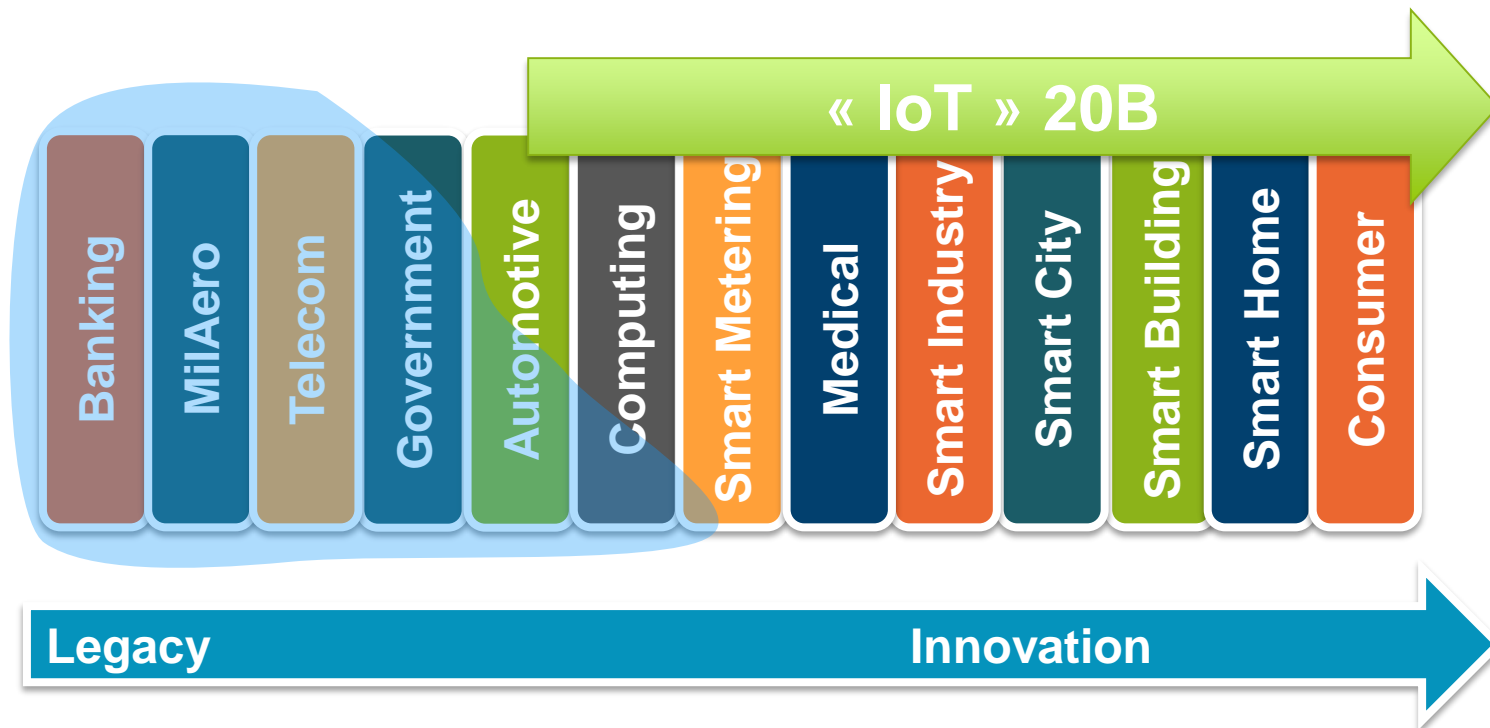 « IoT » 20B
Banking
MilAero
Telecom
Government
Automotive
Computing
Smart Metering
Medical
Smart Industry
Smart City
Smart Building
Smart Home
Consumer
Legacy
Innovation